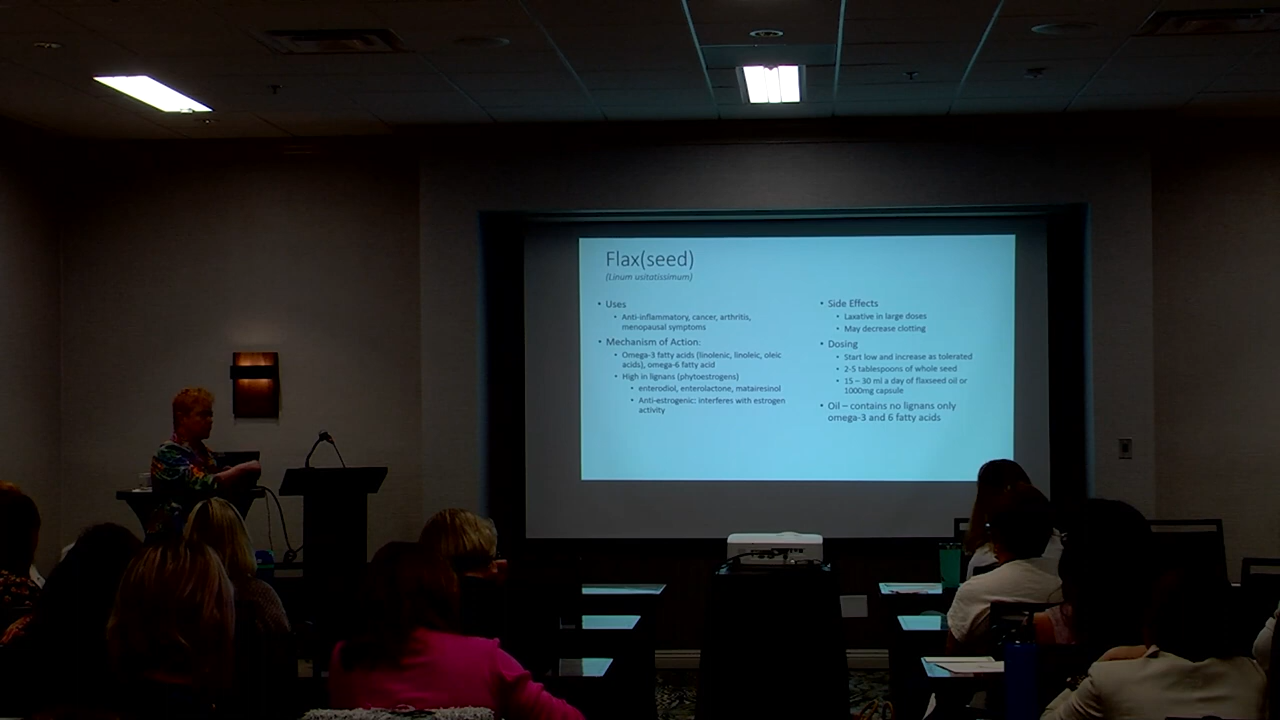 Flax(seed)
(Linum usitatissimum)
• Uses
• Anti-inflammatory, cancer, arthritis,
menopausal symptoms
• Mechanism of Action:
• Omega-3 fatty acids (linolenic, linoleic, oleic
acids), omega-6 fatty acid
• High in lignans (phytoestrogens)
• enterodiol, enterolactone, matairesinol
• Anti-estrogenic: interferes with estrogen
activity
• Side Effects
• Laxative in large doses
• May decrease clotting
• Dosing
• Start low and increase as tolerated
• 2-5 tablespoons of whole seed
• 15 – 30 ml a day of flaxseed oil or
1000mg capsule
• Oil – contains no lignans only
omega-3 and 6 fatty acids